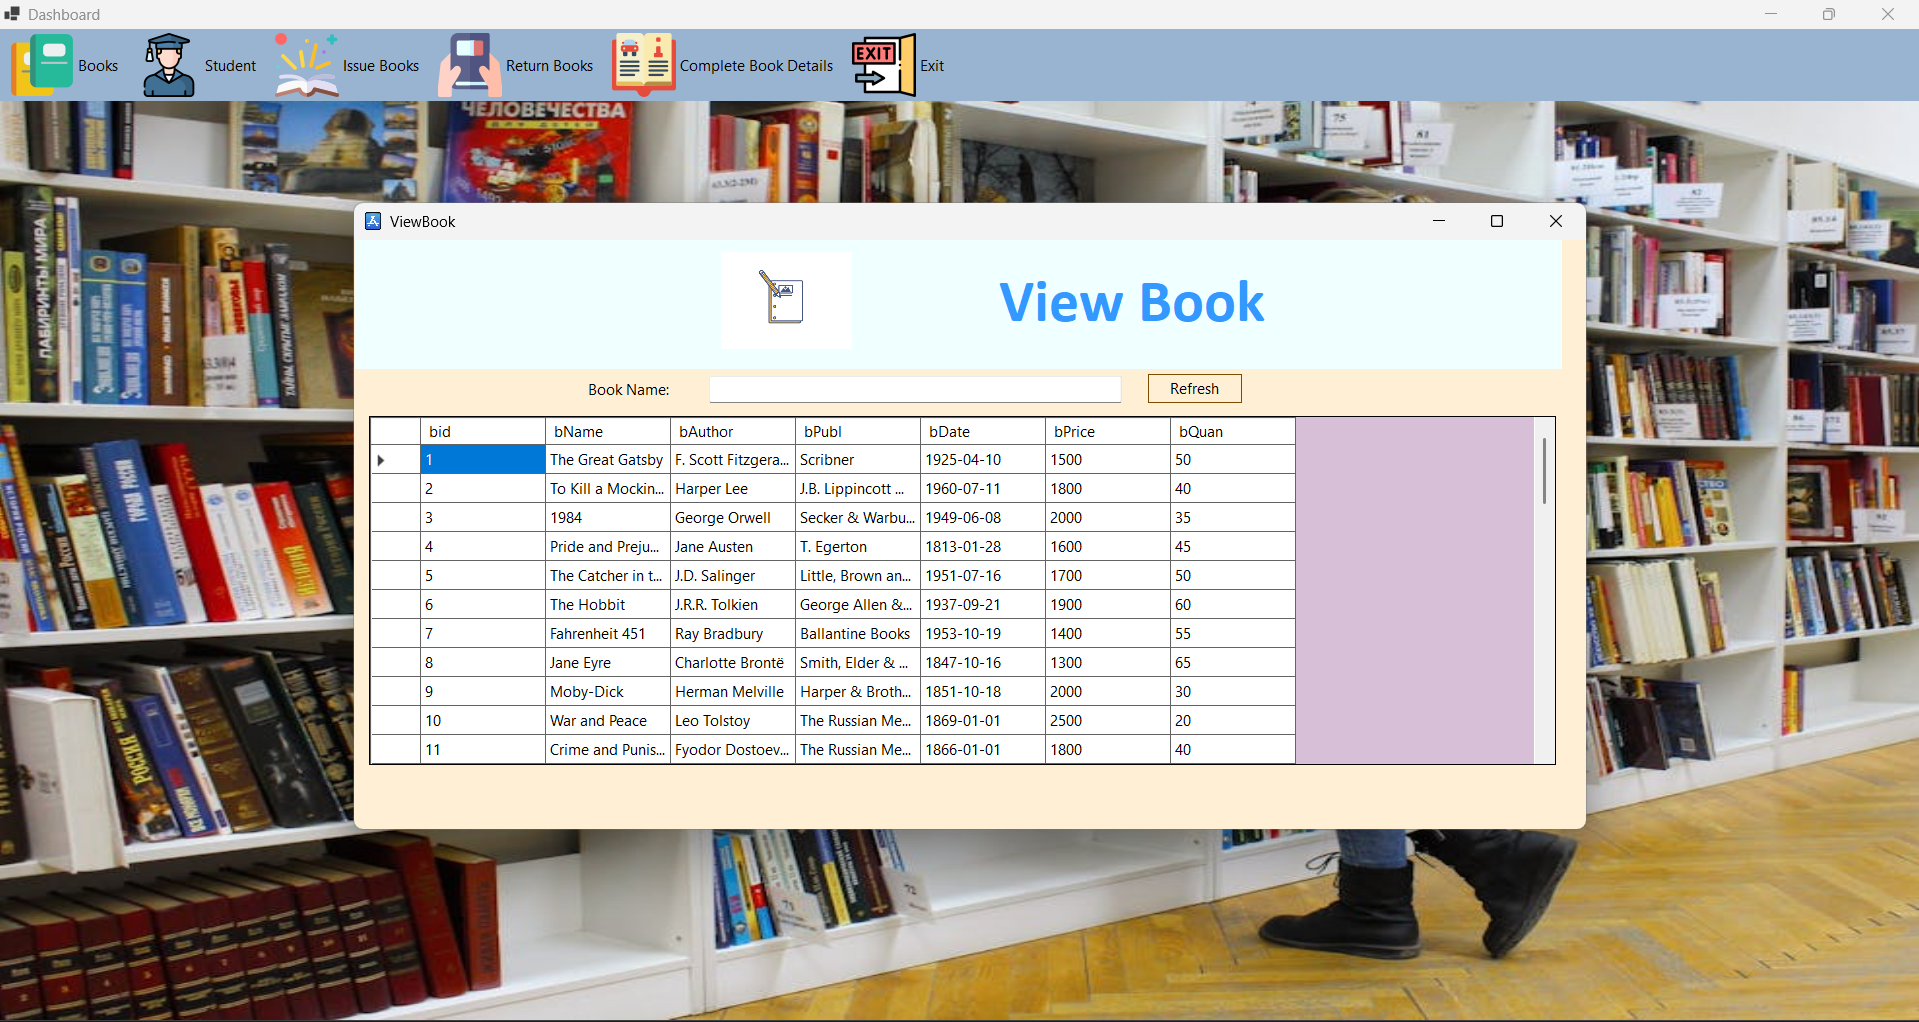 Dashboard
Books Student Issue Books Return Books Complete Book Details EXIT Exit
ЧЕЛОВЕЧЕСТВА
75
ЛАБИРИНТЫ МИРА
ViewBook
View Book
Book Name: Refresh
bid bName bAuthor bPubl bDate bPrice bQuan
1 The Great Gatsby F. Scott Fitzgera... Scribner 1925-04-10 1500 50
2 To Kill a Mockin... Harper Lee J.B. Lippincott ... 1960-07-11 1800 40
3 1984 George Orwell Secker & Warbu... 1949-06-08 2000 35
4 Pride and Preju... Jane Austen T. Egerton 1813-01-28 1600 45
5 The Catcher in t... J.D. Salinger Little, Brown an... 1951-07-16 1700 50
6 The Hobbit J.R.R. Tolkien George Allen &... 1937-09-21 1900 60
7 Fahrenheit 451 Ray Bradbury Ballantine Books 1953-10-19 1400 55
8 Jane Eyre Charlotte Brontë Smith, Elder & ... 1847-10-16 1300 65
9 Moby-Dick Herman Melville Harper & Broth... 1851-10-18 2000 30
10 War and Peace Leo Tolstoy The Russian Me... 1869-01-01 2500 20
11 Crime and Punis... Fyodor Dostoev... The Russian Me... 1866-01-01 1800 40
РОССИЯ
72